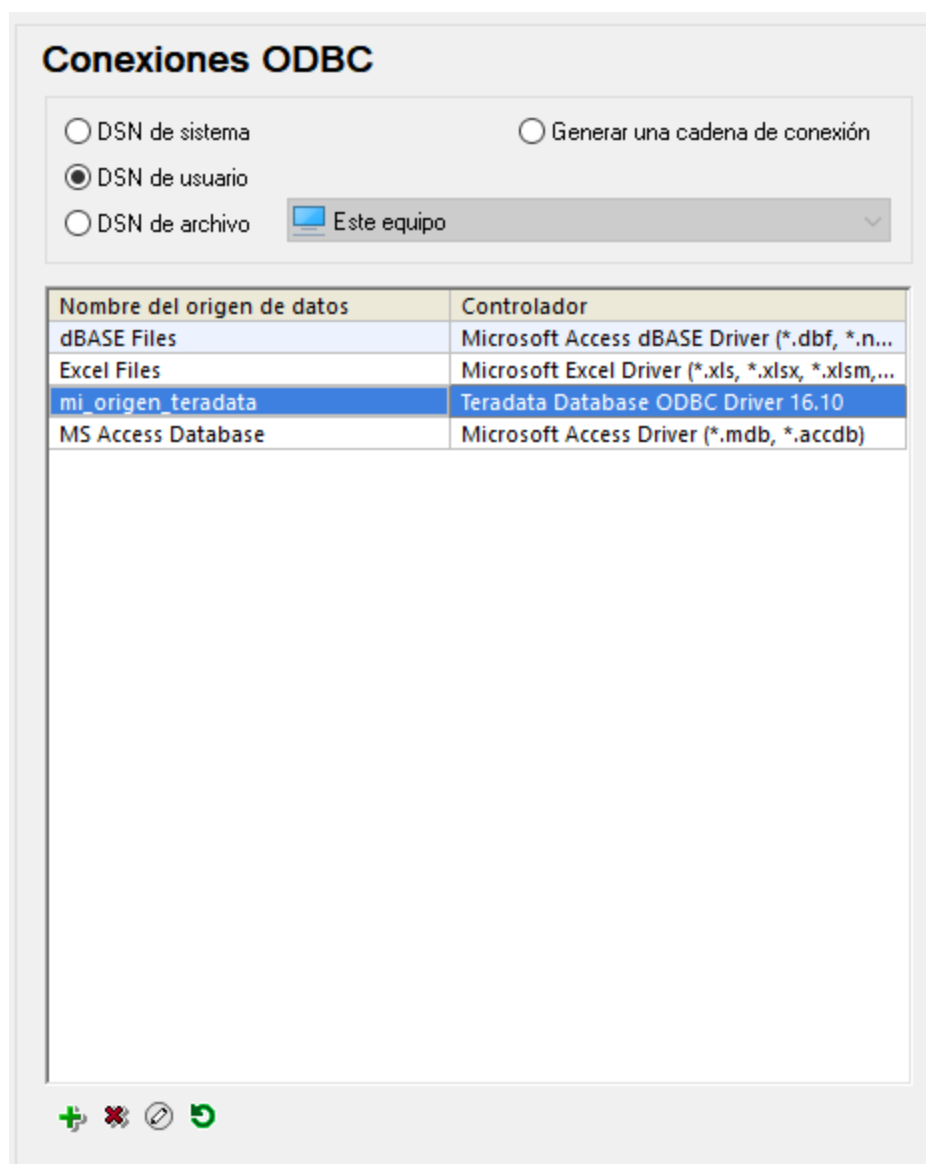 Conexiones ODBC
DSN de sistema Generar una cadena de conexión
DSN de usuario
DSN de archivo Este equipo
Nombre del origen de datos Controlador
dBASE Files Microsoft Access dBASE Driver (*.dbf, *.n...
Excel Files Microsoft Excel Driver (*.xls, *.xlsx, *.xlsm,...
mi_origen_teradata Teradata Database ODBC Driver 16.10
MS Access Database Microsoft Access Driver (*.mdb, *.accdb)